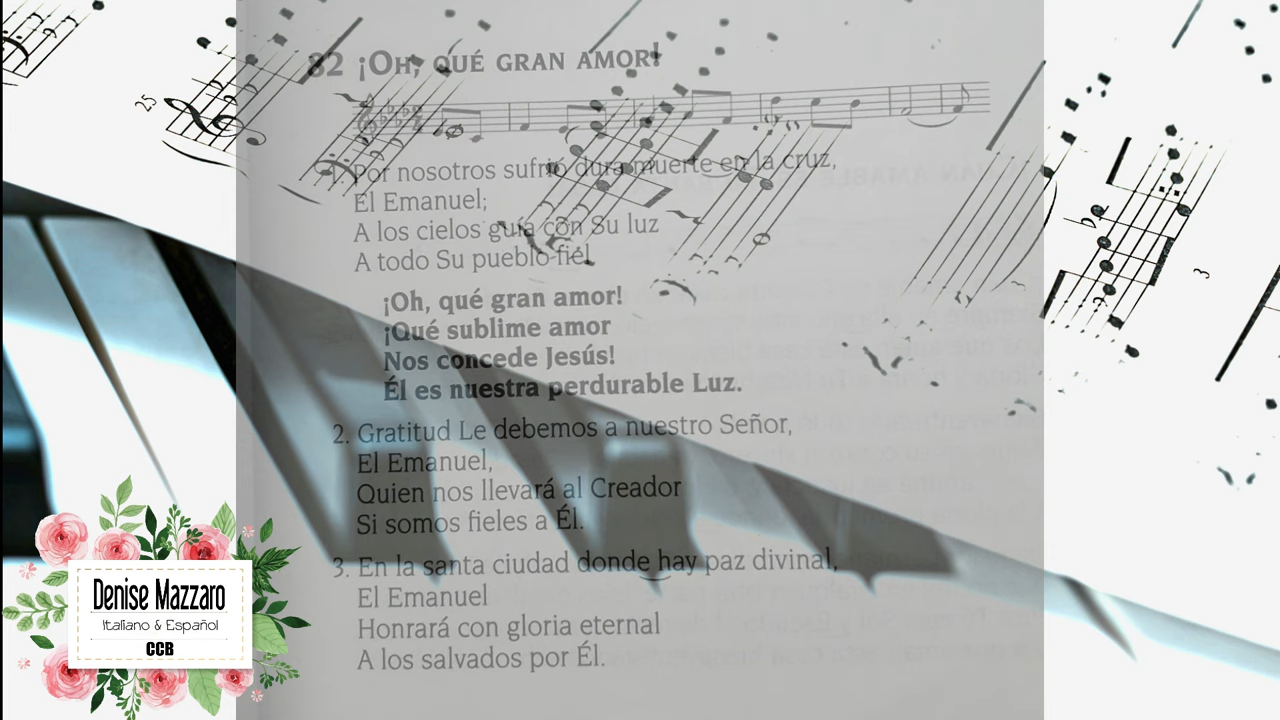 82 ¡OH, QUÉ GRAN AMOR!
Por nosotros sufrió dura muerte en la cruz,
El Emanuel;
A los cielos guía con Su luz
A todo Su pueblo fiel.
¡Oh, qué gran amor!
¡Qué sublime amor
Nos concede Jesús!
Él es nuestra perdurable Luz.
2. Gratitud Le debemos a nuestro Señor,
El Emanuel,
Quien nos llevará al Creador
Si somos fieles a Él.
3. En la santa ciudad donde hay paz divinal,
El Emanuel
Honrará con gloria eternal
A los salvados por Él.
Denise Mazzaro
Italiano & Español
CCB
25
3